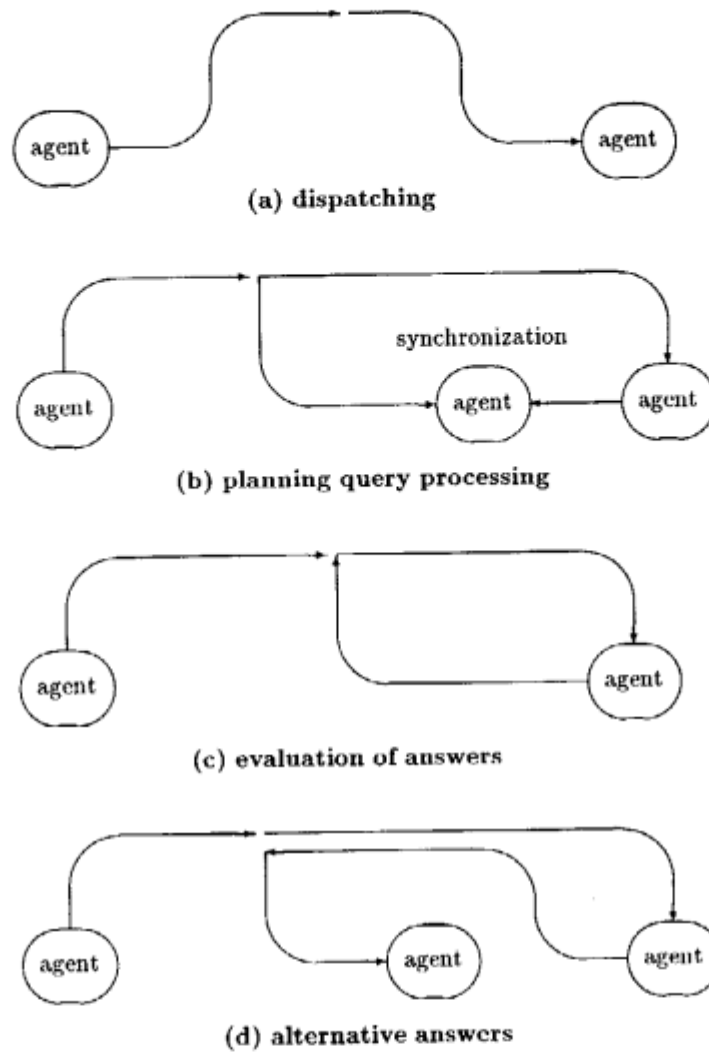 agent
agent
(a) dispatching
synchronization
agent
agent
agent
(b) planning query processing
agent
agent
(c) evaluation of answers
agent
agent
agent
(d) alternative answers